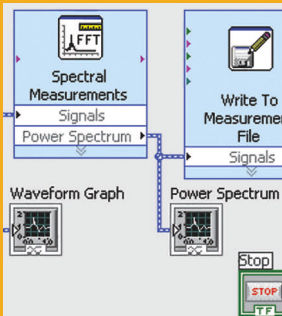 FFT
Spectral
Measurements
Signals
Power Spectrum
Write To
Measuremen
File
Signals
Waveform Graph
Power Spectrum
Stop
STOP
TF